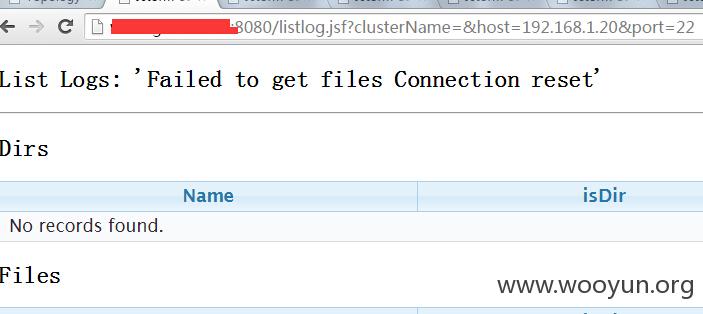 :8080/listlog.jsf?clusterName=&host=192.168.1.20&port=22
List Logs: 'Failed to get files Connection reset'
Dirs
Name isDir
No records found.
Files
www.wooyun.org